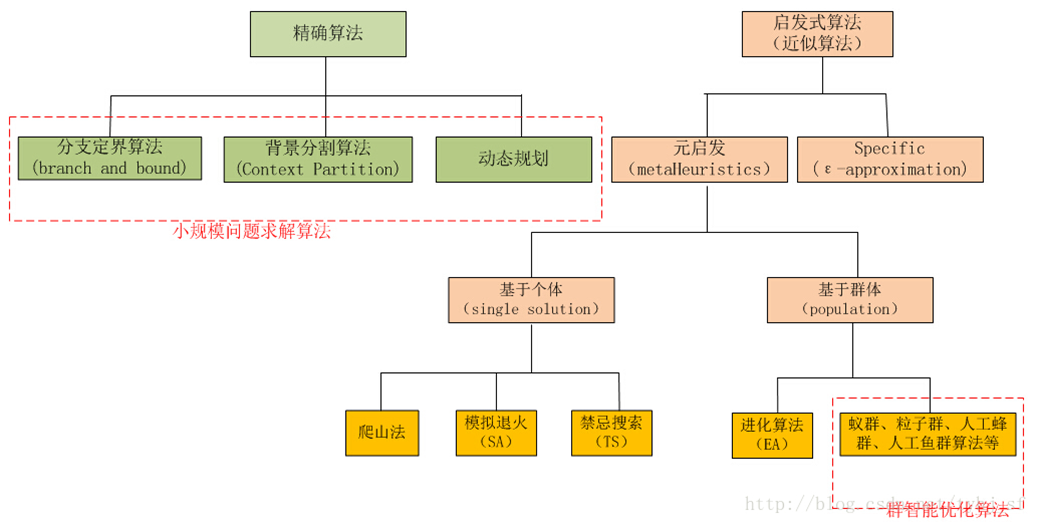 精确算法
启发式算法
（近似算法）
分支定界算法
(branch and bound)
背景分割算法
(Context Partition)
动态规划
元启发
（metaHeuristics）
Specific
(ε-approximation)
小规模问题求解算法
基于个体
（single solution）
基于群体
（population）
爬山法
模拟退火
（SA）
禁忌搜索
（TS）
进化算法
（EA）
蚁群、粒子群、人工蜂
群、人工鱼群算法等
http://blog.csdn.net/
群智能优化算法